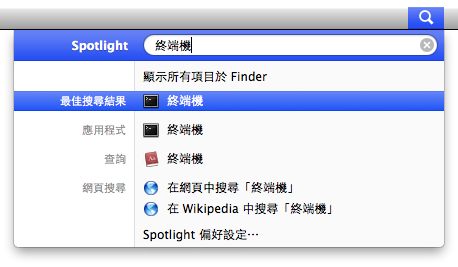 Spotlight 終端機
顯示所有項目於 Finder
最佳搜尋結果 終端機
應用程式 終端機
查詢 終端機
網頁搜尋 在網頁中搜尋「終端機」
在 Wikipedia 中搜尋「終端機」
Spotlight 偏好設定⋯